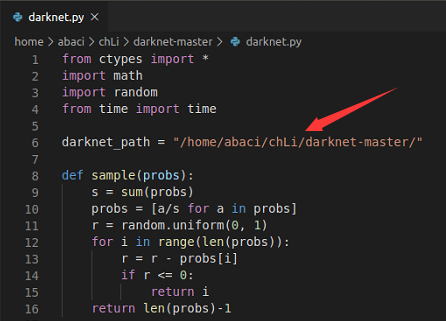 darknet.py ×
home > abaci > chLi > darknet-master > darknet.py
1 from ctypes import *
2 import math
3 import random
4 from time import time
5
6 darknet_path = "/home/abaci/chLi/darknet-master/"
7
8 def sample(probs):
9     s = sum(probs)
10     probs = [a/s for a in probs]
11     r = random.uniform(0, 1)
12     for i in range(len(probs)):
13         r = r - probs[i]
14         if r <= 0:
15             return i
16     return len(probs)-1